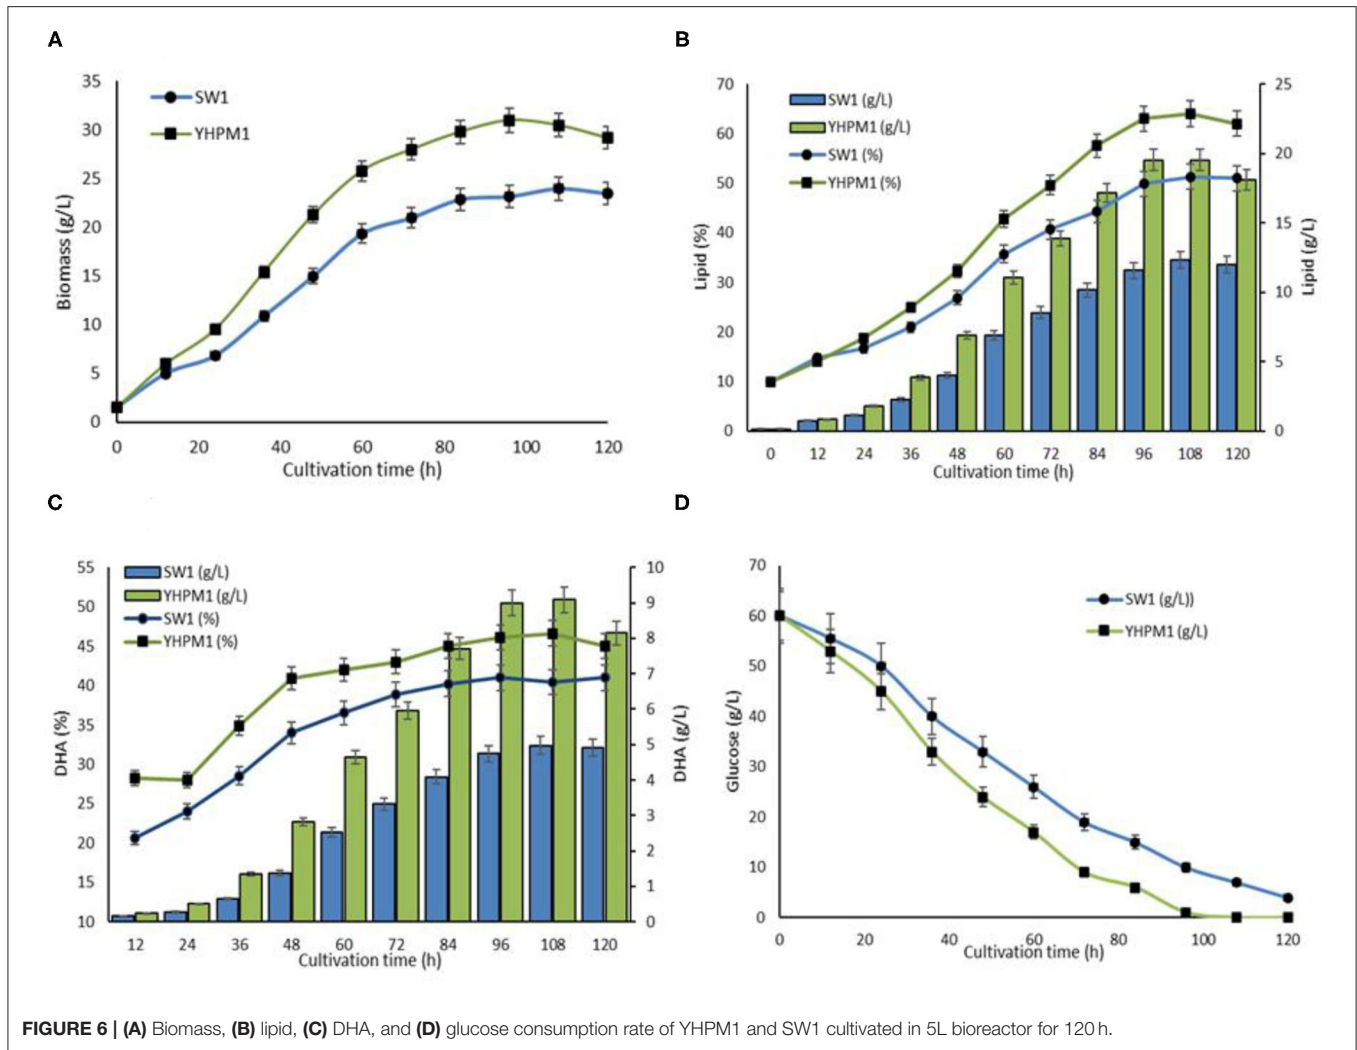 A
35
30
25
20
15
10
5
0
Biomass (g/L)
SW1
YHPM1
0 20 40 60 80 100 120
Cultivation time (h)
B
70
60
50
40
30
20
10
0
Lipid (%)
SW1 (g/L)
YHPM1 (g/L)
SW1 (%)
YHPM1 (%)
25
20
15
10
5
0
Lipid (g/L)
0 12 24 36 48 60 72 84 96 108 120
Cultivation time (h)
C
55
50
45
40
35
30
25
20
15
10
DHA (%)
SW1 (g/L)
YHPM1 (g/L)
SW1 (%)
YHPM1 (%)
10
9
8
7
6
5
4
3
2
1
0
DHA (g/L)
12 24 36 48 60 72 84 96 108 120
Cultivation time (h)
D
70
60
50
40
30
20
10
0
Glucose (g/L)
SW1 (g/L))
YHPM1 (g/L)
0 20 40 60 80 100 120
Cultivation time (h)
FIGURE 6 | (A) Biomass, (B) lipid, (C) DHA, and (D) glucose consumption rate of YHPM1 and SW1 cultivated in 5L bioreactor for 120 h.